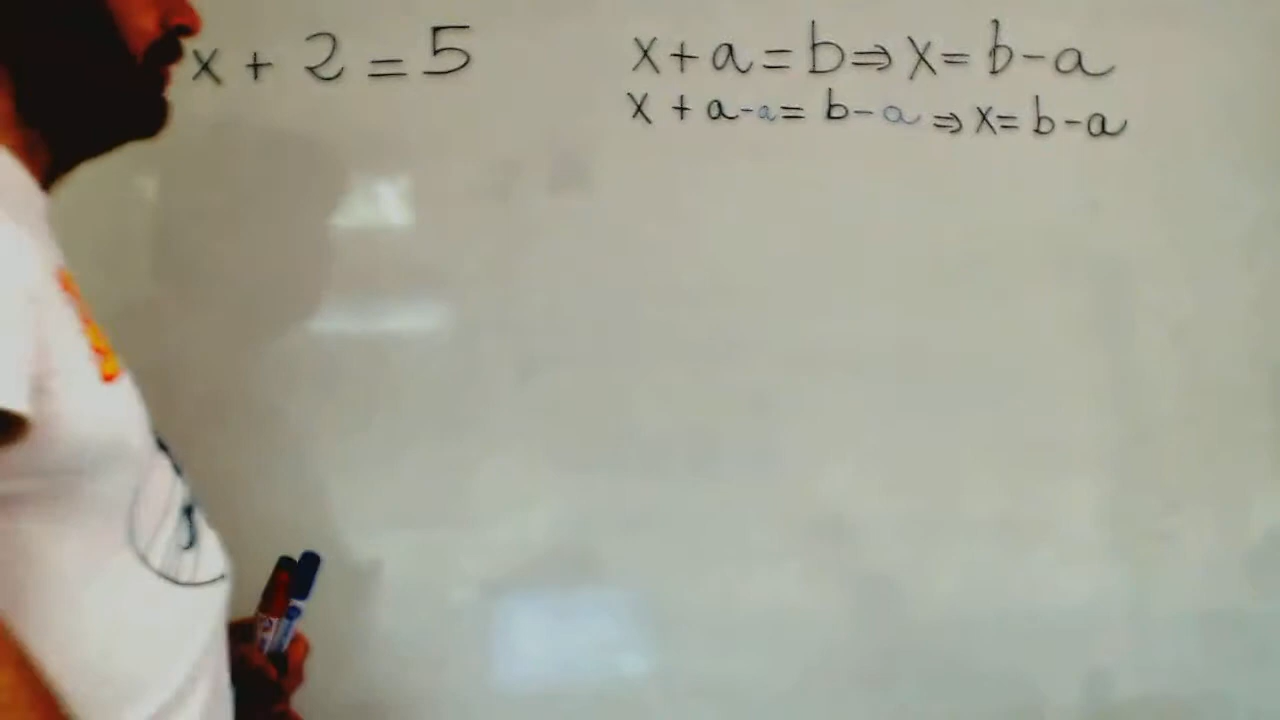 x + 2 = 5
x + a = b ⇒ x = b - a
x + a - a = b - a ⇒ x = b - a